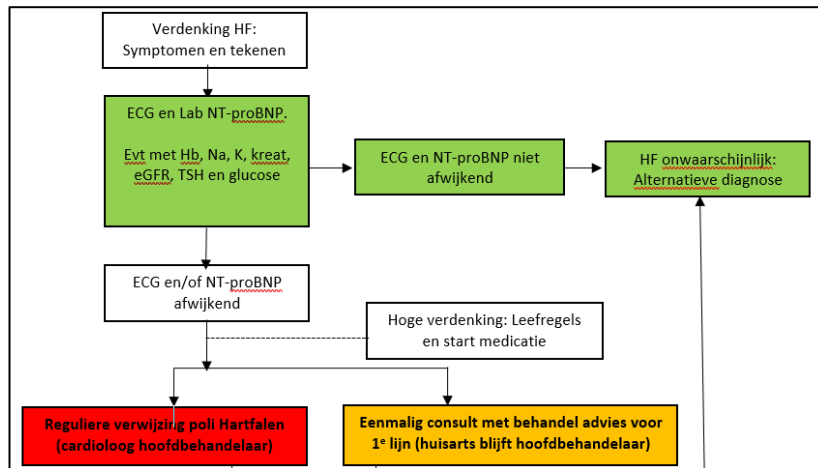 Verdenking HF:
Symptomen en tekenen
ECG en Lab NT-proBNP.
Evt met Hb, Na, K, kreat,
eGFR, TSH en glucose
ECG en NT-proBNP niet
afwijkend
HF onwaarschijnlijk:
Alternatieve diagnose
ECG en/of NT-proBNP
afwijkend
Hoge verdenking: Leefregels
en start medicatie
Reguliere verwijzing poli Hartfalen
(cardioloog hoofdbehandelaar)
Eenmalig consult met behandel advies voor
1e lijn (huisarts blijft hoofdbehandelaar)